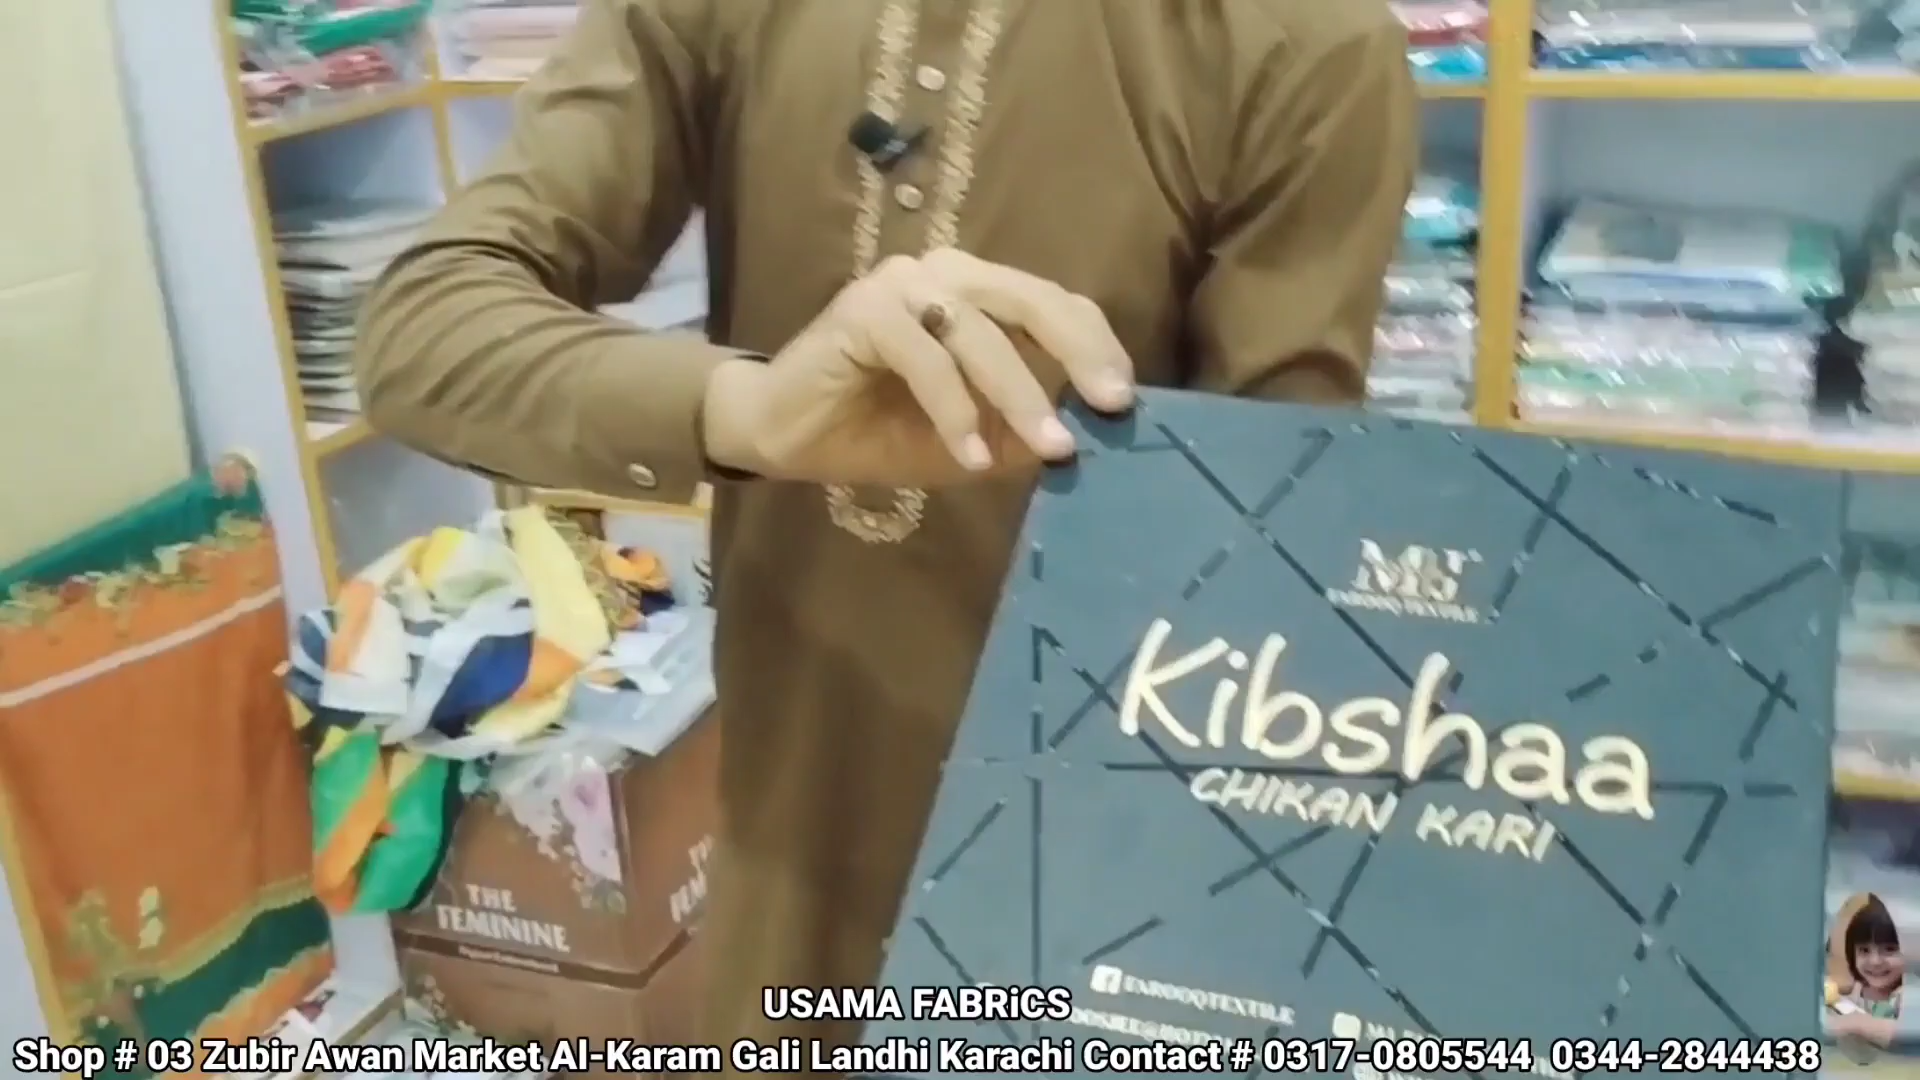 FAROOQ TEXTILE
Kibshaa
CHIKAN KARI
THE
FEMININE
FAROOQTEXTILE
USAMA FABRiCS
Shop # 03 Zubir Awan Market Al-Karam Gali Landhi Karachi Contact # 0317-0805544 0344-2844438